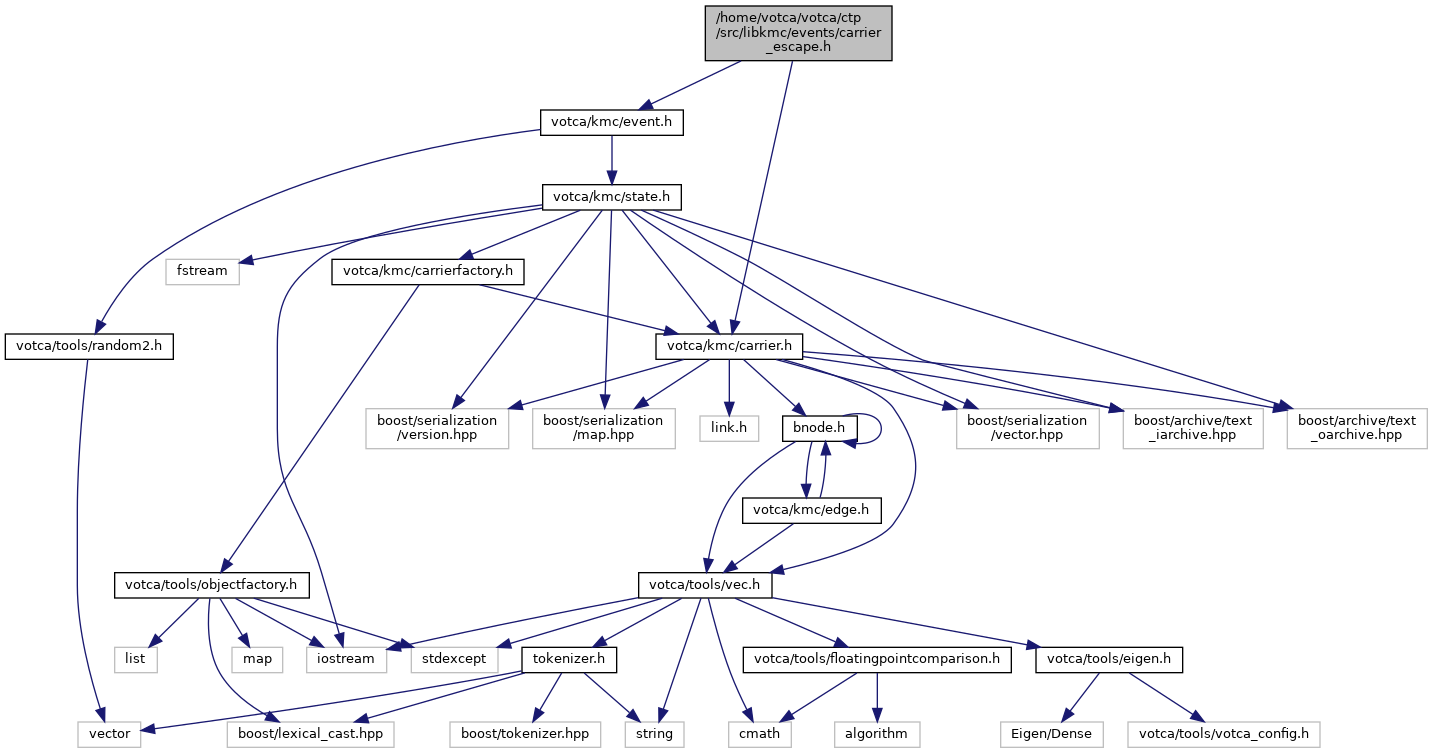 /home/votca/votca/ctp
/src/libkmc/events/carrier
_escape.h
votca/kmc/event.h
votca/kmc/state.h
fstream
votca/kmc/carrierfactory.h
votca/tools/random2.h
votca/kmc/carrier.h
boost/serialization
/version.hpp
boost/serialization
/map.hpp
link.h
bnode.h
boost/serialization
/vector.hpp
boost/archive/text
_iarchive.hpp
boost/archive/text
_oarchive.hpp
votca/kmc/edge.h
votca/tools/objectfactory.h
votca/tools/vec.h
list
map
iostream
stdexcept
tokenizer.h
votca/tools/floatingpointcomparison.h
votca/tools/eigen.h
vector
boost/lexical_cast.hpp
boost/tokenizer.hpp
string
cmath
algorithm
Eigen/Dense
votca/tools/votca_config.h